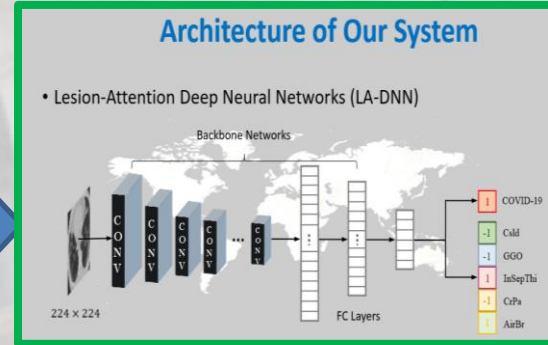 Architecture of Our System
• Lesion-Attention Deep Neural Networks (LA-DNN)
Backbone Networks
CONV
CONV
CONV
CONV
...
CONV
224 × 224
FC Layers
1 COVID-19
-1 Csld
-1 GGO
1 InSepThi
-1 CrPa
1 AirBr